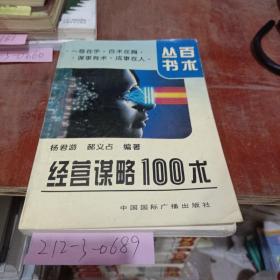 一卷在手·百术在胸
谋事有术·成事在人
百术
丛书
杨君游 郝义占 编著
经营谋略100术
中国国际广播出版社
212-3-0689